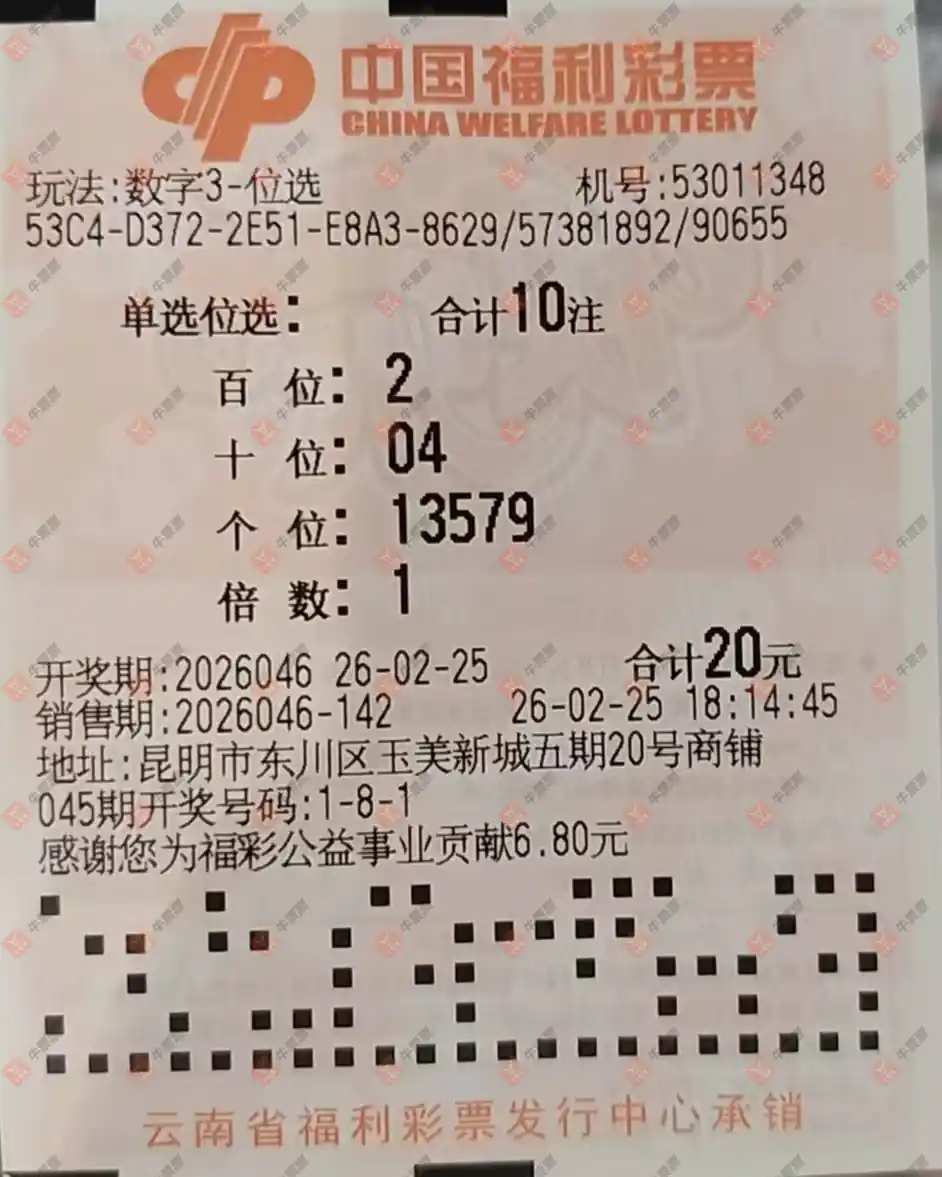 中国福利彩票
CHINA WELFARE LOTTERY
玩法:数字3-位选 机号:53011348
53C4-D372-2E51-E8A3-8629/57381892/90655
单选位选: 合计10注
百 位: 2
十 位: 04
个 位: 13579
倍 数: 1
开奖期:2026046 26-02-25 合计20元
销售期:2026046-142 26-02-25 18:14:45
地址:昆明市东川区玉美新城五期20号商铺
045期开奖号码:1-8-1
感谢您为福彩公益事业贡献6.80元
云南省福利彩票发行中心承销